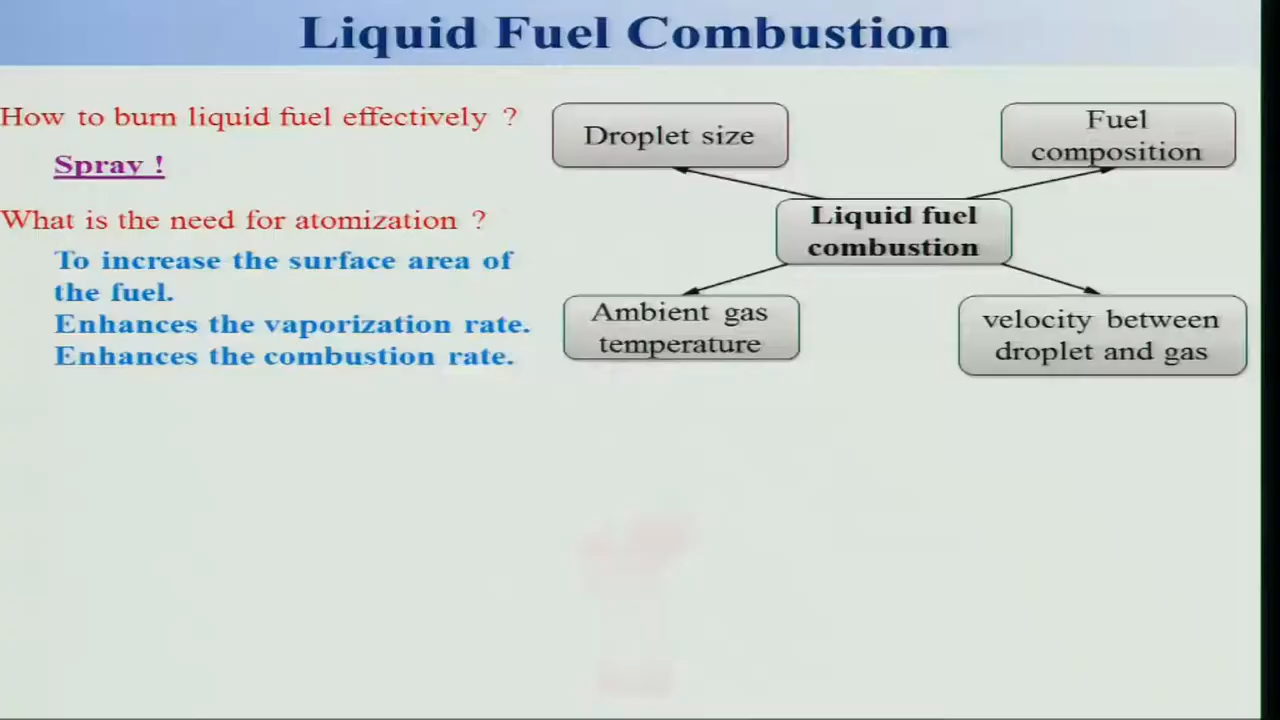 Liquid Fuel Combustion
How to burn liquid fuel effectively ?
Spray !
What is the need for atomization ?
To increase the surface area of
the fuel.
Enhances the vaporization rate.
Enhances the combustion rate.
Droplet size
Fuel
composition
Liquid fuel
combustion
Ambient gas
temperature
velocity between
droplet and gas